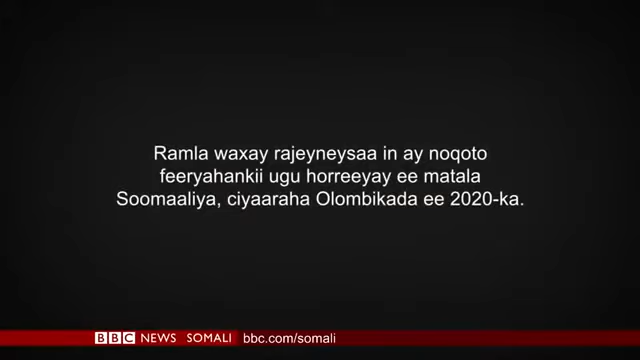 Ramla waxay rajeyneysaa in ay noqoto
feeryahankii ugu horreeyay ee matala
Soomaaliya, ciyaaraha Olombikada ee 2020-ka.
BBC NEWS SOMALI bbc.com/somali